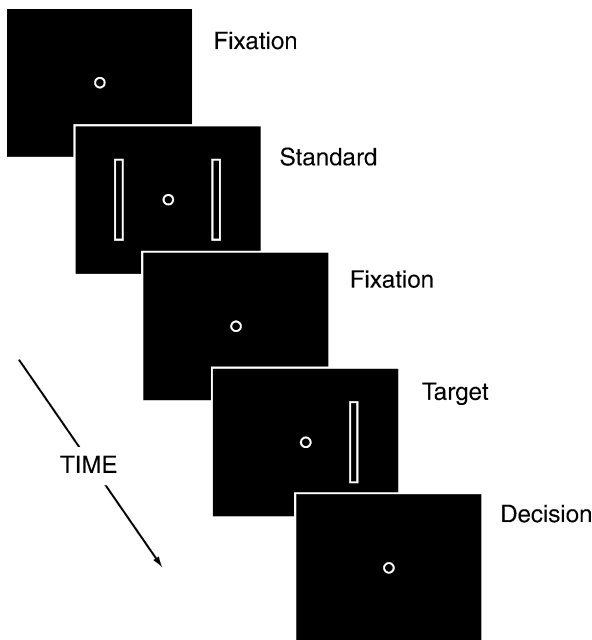 Fixation
Standard
Fixation
Target
TIME
Decision